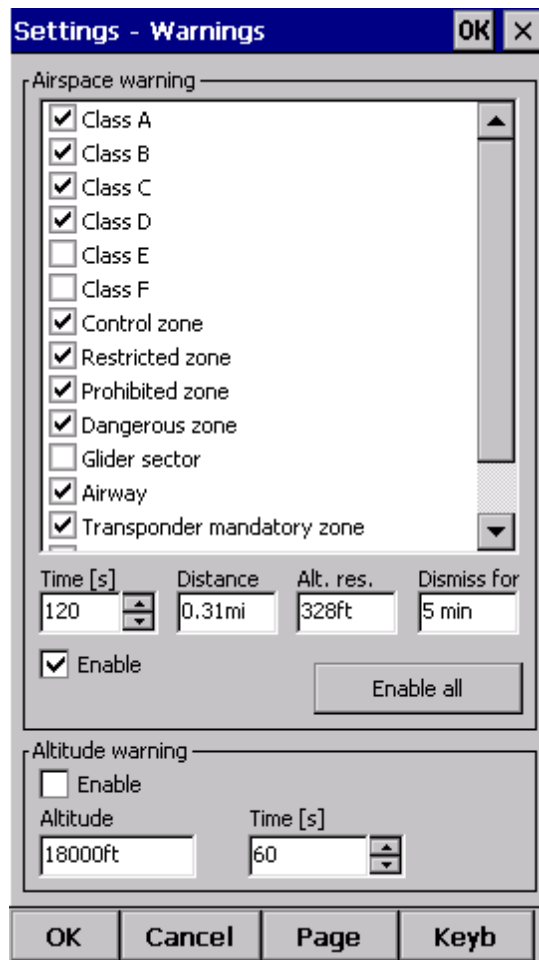 Settings - Warnings OK ×
Airspace warning
Class A
Class B
Class C
Class D
Class E
Class F
Control zone
Restricted zone
Prohibited zone
Dangerous zone
Glider sector
Airway
Transponder mandatory zone
Time [s] Distance Alt. res. Dismiss for
120 0.31mi 328ft 5 min
Enable
Enable all
Altitude warning
Enable
Altitude Time [s]
18000ft 60
OK Cancel Page Keyb